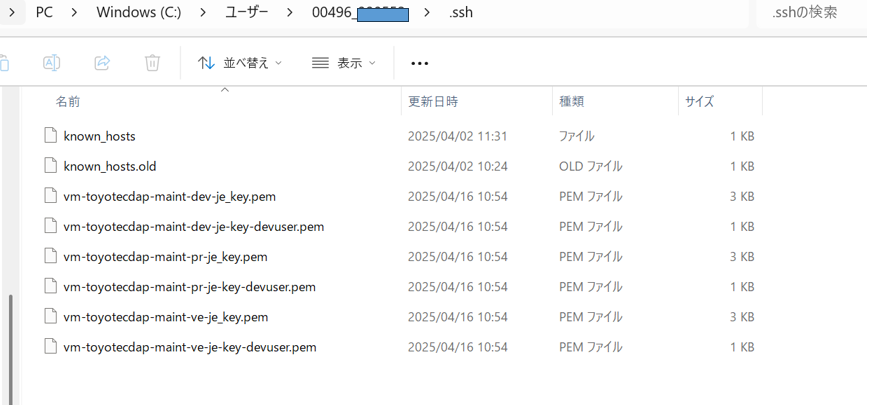 PC > Windows (C:) > ユーザー > 00496_ > .ssh .sshの検索
並べ替え 表示
名前 更新日時 種類 サイズ
known_hosts 2025/04/02 11:31 ファイル 1 KB
known_hosts.old 2025/04/02 10:24 OLD ファイル 1 KB
vm-toyotecdap-maint-dev-je_key.pem 2025/04/16 10:54 PEM ファイル 3 KB
vm-toyotecdap-maint-dev-je-key-devuser.pem 2025/04/16 10:54 PEM ファイル 1 KB
vm-toyotecdap-maint-pr-je_key.pem 2025/04/16 10:54 PEM ファイル 3 KB
vm-toyotecdap-maint-pr-je-key-devuser.pem 2025/04/16 10:54 PEM ファイル 1 KB
vm-toyotecdap-maint-ve-je_key.pem 2025/04/16 10:54 PEM ファイル 3 KB
vm-toyotecdap-maint-ve-je-key-devuser.pem 2025/04/16 10:54 PEM ファイル 1 KB